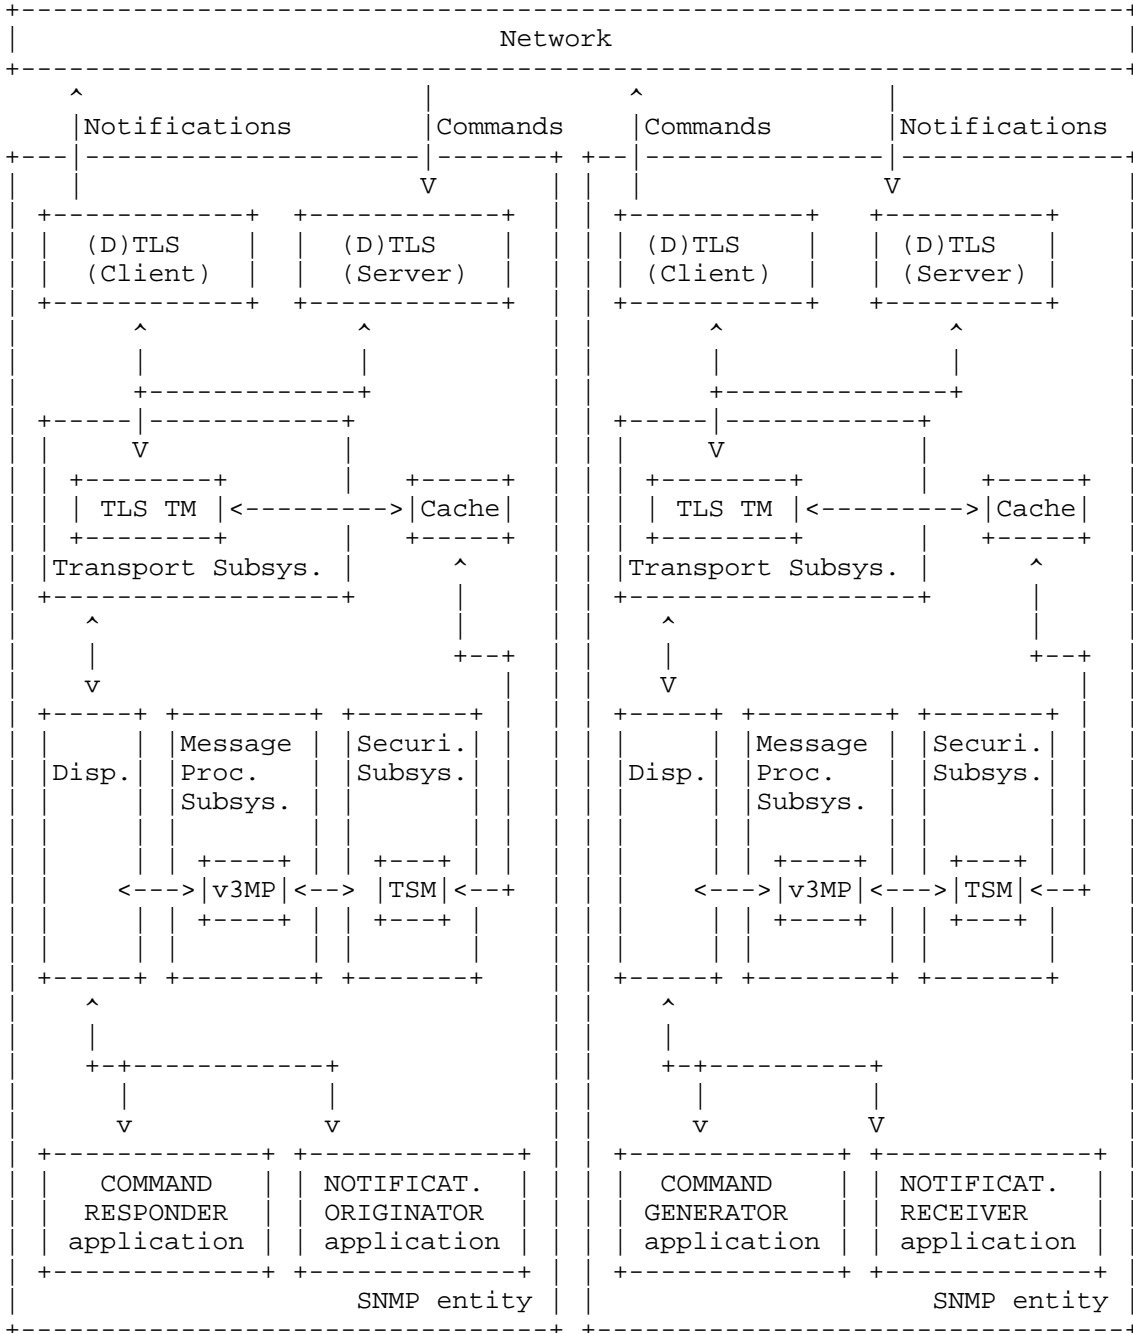 Network
Notifications Commands Commands Notifications
V V
(D)TLS (D)TLS (D)TLS (D)TLS
(Client) (Server) (Client) (Server)
V V
TLS TM Cache TLS TM Cache
Transport Subsys. Transport Subsys.
v V
Message Securi. Message Securi.
Disp. Proc. Subsys. Disp. Proc. Subsys.
Subsys. Subsys.
v3MP TSM v3MP TSM
v v v V
COMMAND NOTIFICAT. COMMAND NOTIFICAT.
RESPONDER ORIGINATOR GENERATOR RECEIVER
application application application application
SNMP entity SNMP entity